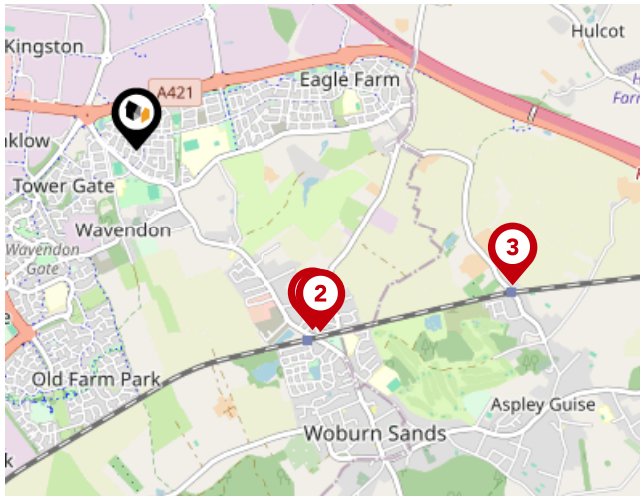 Hulcot
Kingston
Eagle Farm
A421
Tower Gate
Wavendon
Wavendon
Gate
3
2
Old Farm Park
Aspley Guise
Woburn Sands